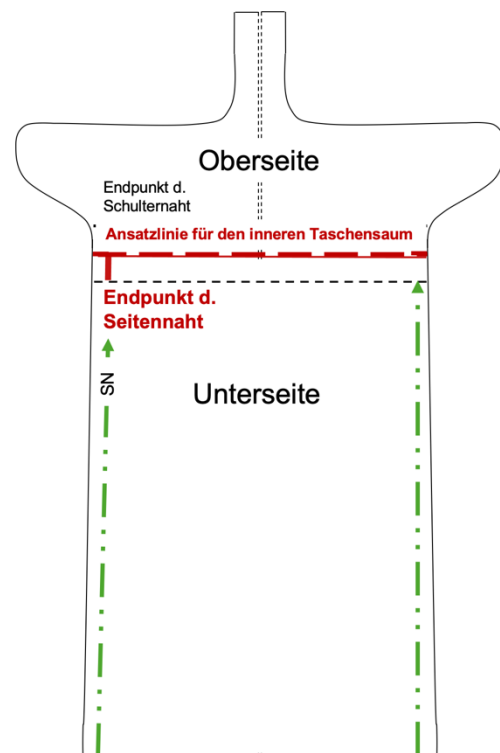 Oberseite
Endpunkt d.
Schulternaht
Ansatzlinie für den inneren Taschensaum
Endpunkt d.
Seitennaht
SN
Unterseite